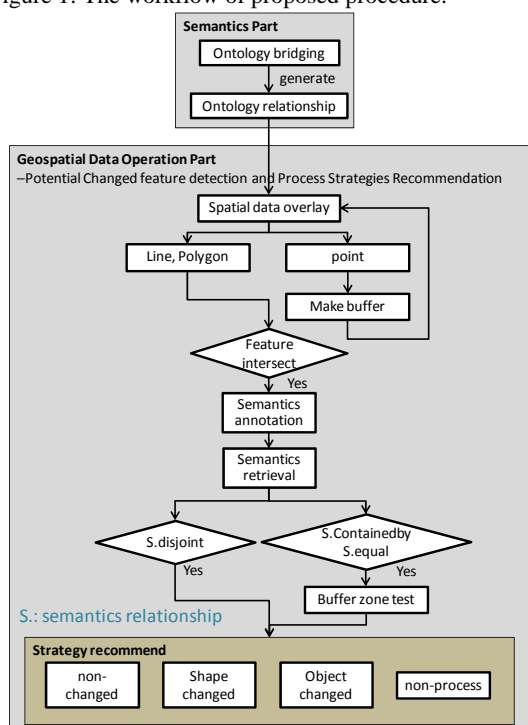 Figure 1. The workflow of proposed procedure.
Semantics Part
Ontology bridging
generate
Ontology relationship
Geospatial Data Operation Part
–Potential Changed feature detection and Process Strategies Recommendation
Spatial data overlay
Line, Polygon
point
Make buffer
Feature
intersect
Yes
Semantics
annotation
Semantics
retrieval
S.disjoint
S.Containedby
S.equal
Yes
Yes
Buffer zone test
S.: semantics relationship
Strategy recommend
non-
changed
Shape
changed
Object
changed
non-process